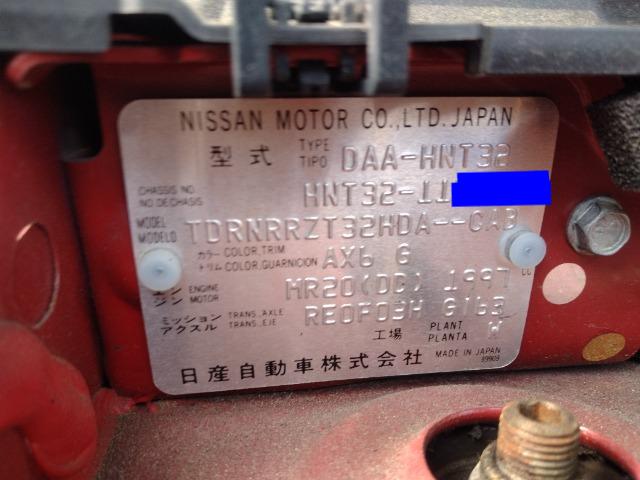 NISSAN MOTOR CO.,LTD. JAPAN
型式 TYPE TIPO DAA-HNT32
CHASSIS NO. NO DE CHASIS HNT32-11
MODEL MODELO TDRNRRZT32HDA--CAB
カラー COLOR,TRIM トリム COLOR,GUARNICION AX6 G
エンジン ENGINE MOTOR MR20(DD) 1997 CC
ミッション アクスル TRANS.,AXLE TRANS.,EJE RE0F03H G163
工場 PLANT PLANTA W
日産自動車株式会社 MADE IN JAPAN